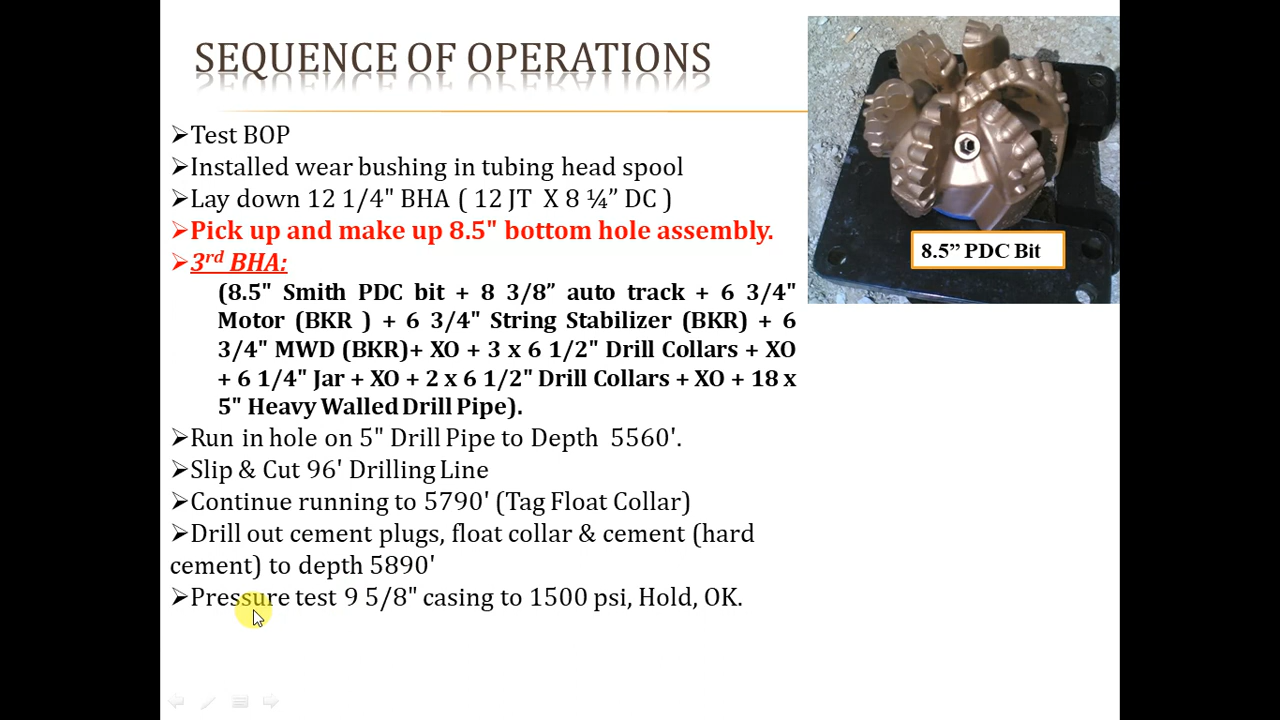 SEQUENCE OF OPERATIONS
➢Test BOP
➢Installed wear bushing in tubing head spool
➢Lay down 12 1/4" BHA ( 12 JT X 8 ¼” DC )
➢Pick up and make up 8.5" bottom hole assembly.
➢3rd BHA:
(8.5" Smith PDC bit + 8 3/8” auto track + 6 3/4"
Motor (BKR ) + 6 3/4" String Stabilizer (BKR) + 6
3/4" MWD (BKR)+ XO + 3 x 6 1/2" Drill Collars + XO
+ 6 1/4" Jar + XO + 2 x 6 1/2" Drill Collars + XO + 18 x
5" Heavy Walled Drill Pipe).
➢Run in hole on 5" Drill Pipe to Depth 5560'.
➢Slip & Cut 96' Drilling Line
➢Continue running to 5790' (Tag Float Collar)
➢Drill out cement plugs, float collar & cement (hard
cement) to depth 5890'
➢Pressure test 9 5/8" casing to 1500 psi, Hold, OK.
8.5” PDC Bit